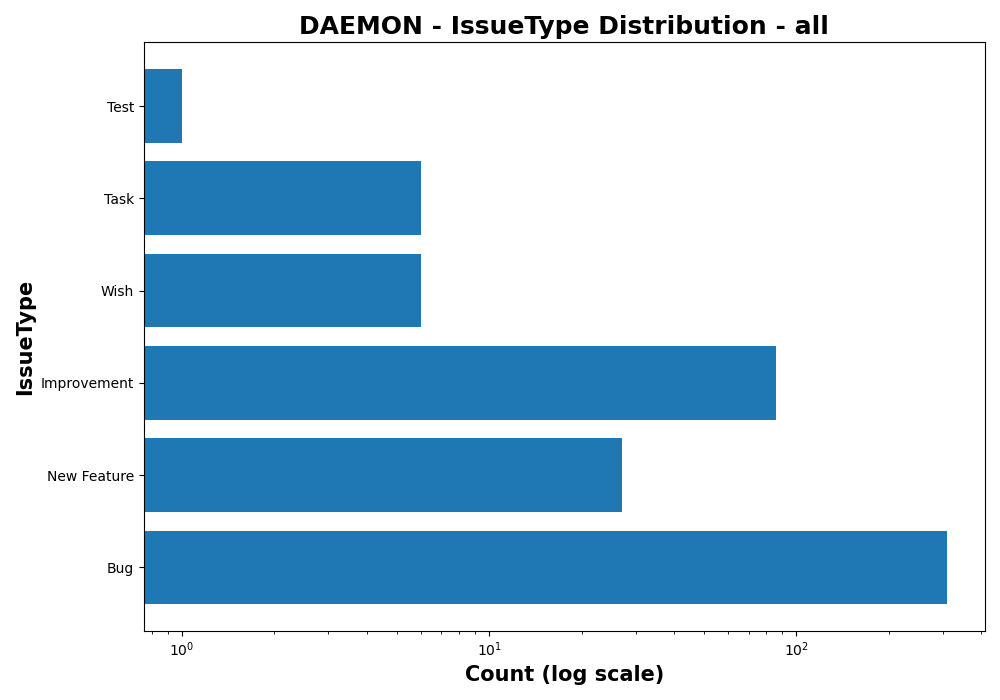 DAEMON - IssueType Distribution - all
IssueType
Test
Task
Wish
Improvement
New Feature
Bug
10⁰ 10¹ 10²
Count (log scale)